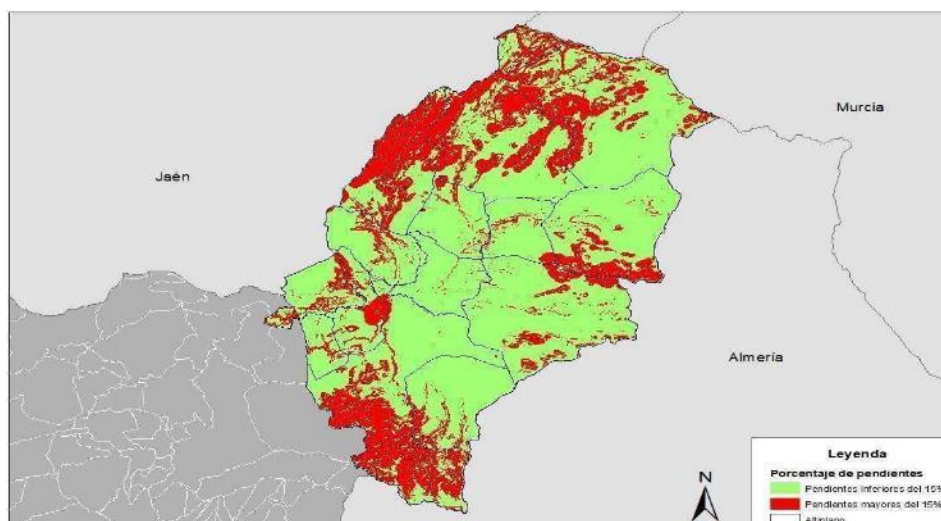 Murcia
Jaén
Almería
N
Leyenda
Porcentaje de pendientes
Pendientes inferiores del 15%
Pendientes mayores del 15%
Altiplano